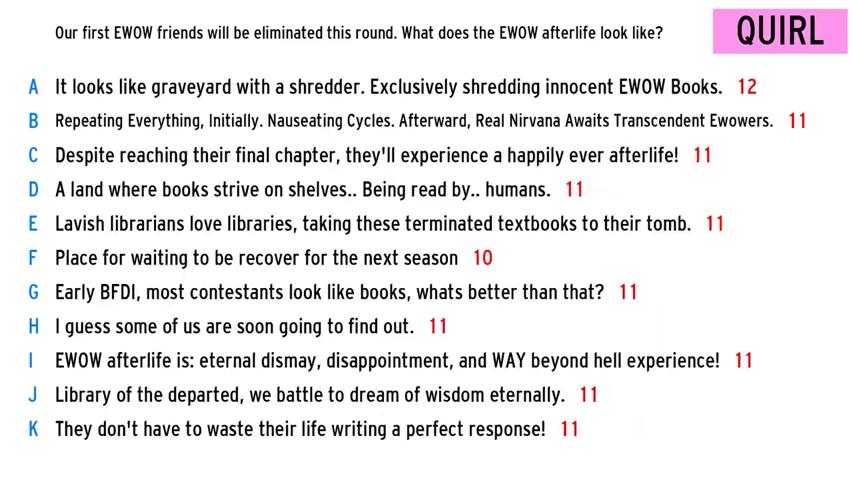 Our first EWOW friends will be eliminated this round. What does the EWOW afterlife look like?
QUIRL
A It looks like graveyard with a shredder. Exclusively shredding innocent EWOW Books. 12
B Repeating Everything, Initially. Nauseating Cycles. Afterward, Real Nirvana Awaits Transcendent Ewowers. 11
C Despite reaching their final chapter, they'll experience a happily ever afterlife! 11
D A land where books strive on shelves.. Being read by.. humans. 11
E Lavish librarians love libraries, taking these terminated textbooks to their tomb. 11
F Place for waiting to be recover for the next season 10
G Early BFDI, most contestants look like books, whats better than that? 11
H I guess some of us are soon going to find out. 11
I EWOW afterlife is: eternal dismay, disappointment, and WAY beyond hell experience! 11
J Library of the departed, we battle to dream of wisdom eternally. 11
K They don't have to waste their life writing a perfect response! 11